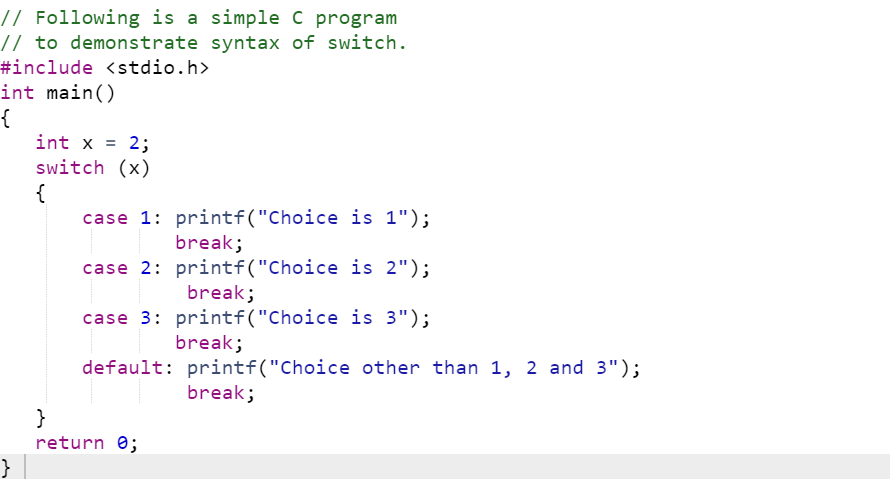 // Following is a simple C program
// to demonstrate syntax of switch.
#include <stdio.h>
int main()
{
   int x = 2;
   switch (x)
   {
       case 1: printf("Choice is 1");
               break;
       case 2: printf("Choice is 2");
                break;
       case 3: printf("Choice is 3");
               break;
       default: printf("Choice other than 1, 2 and 3");
                break;
   }
   return 0;
}